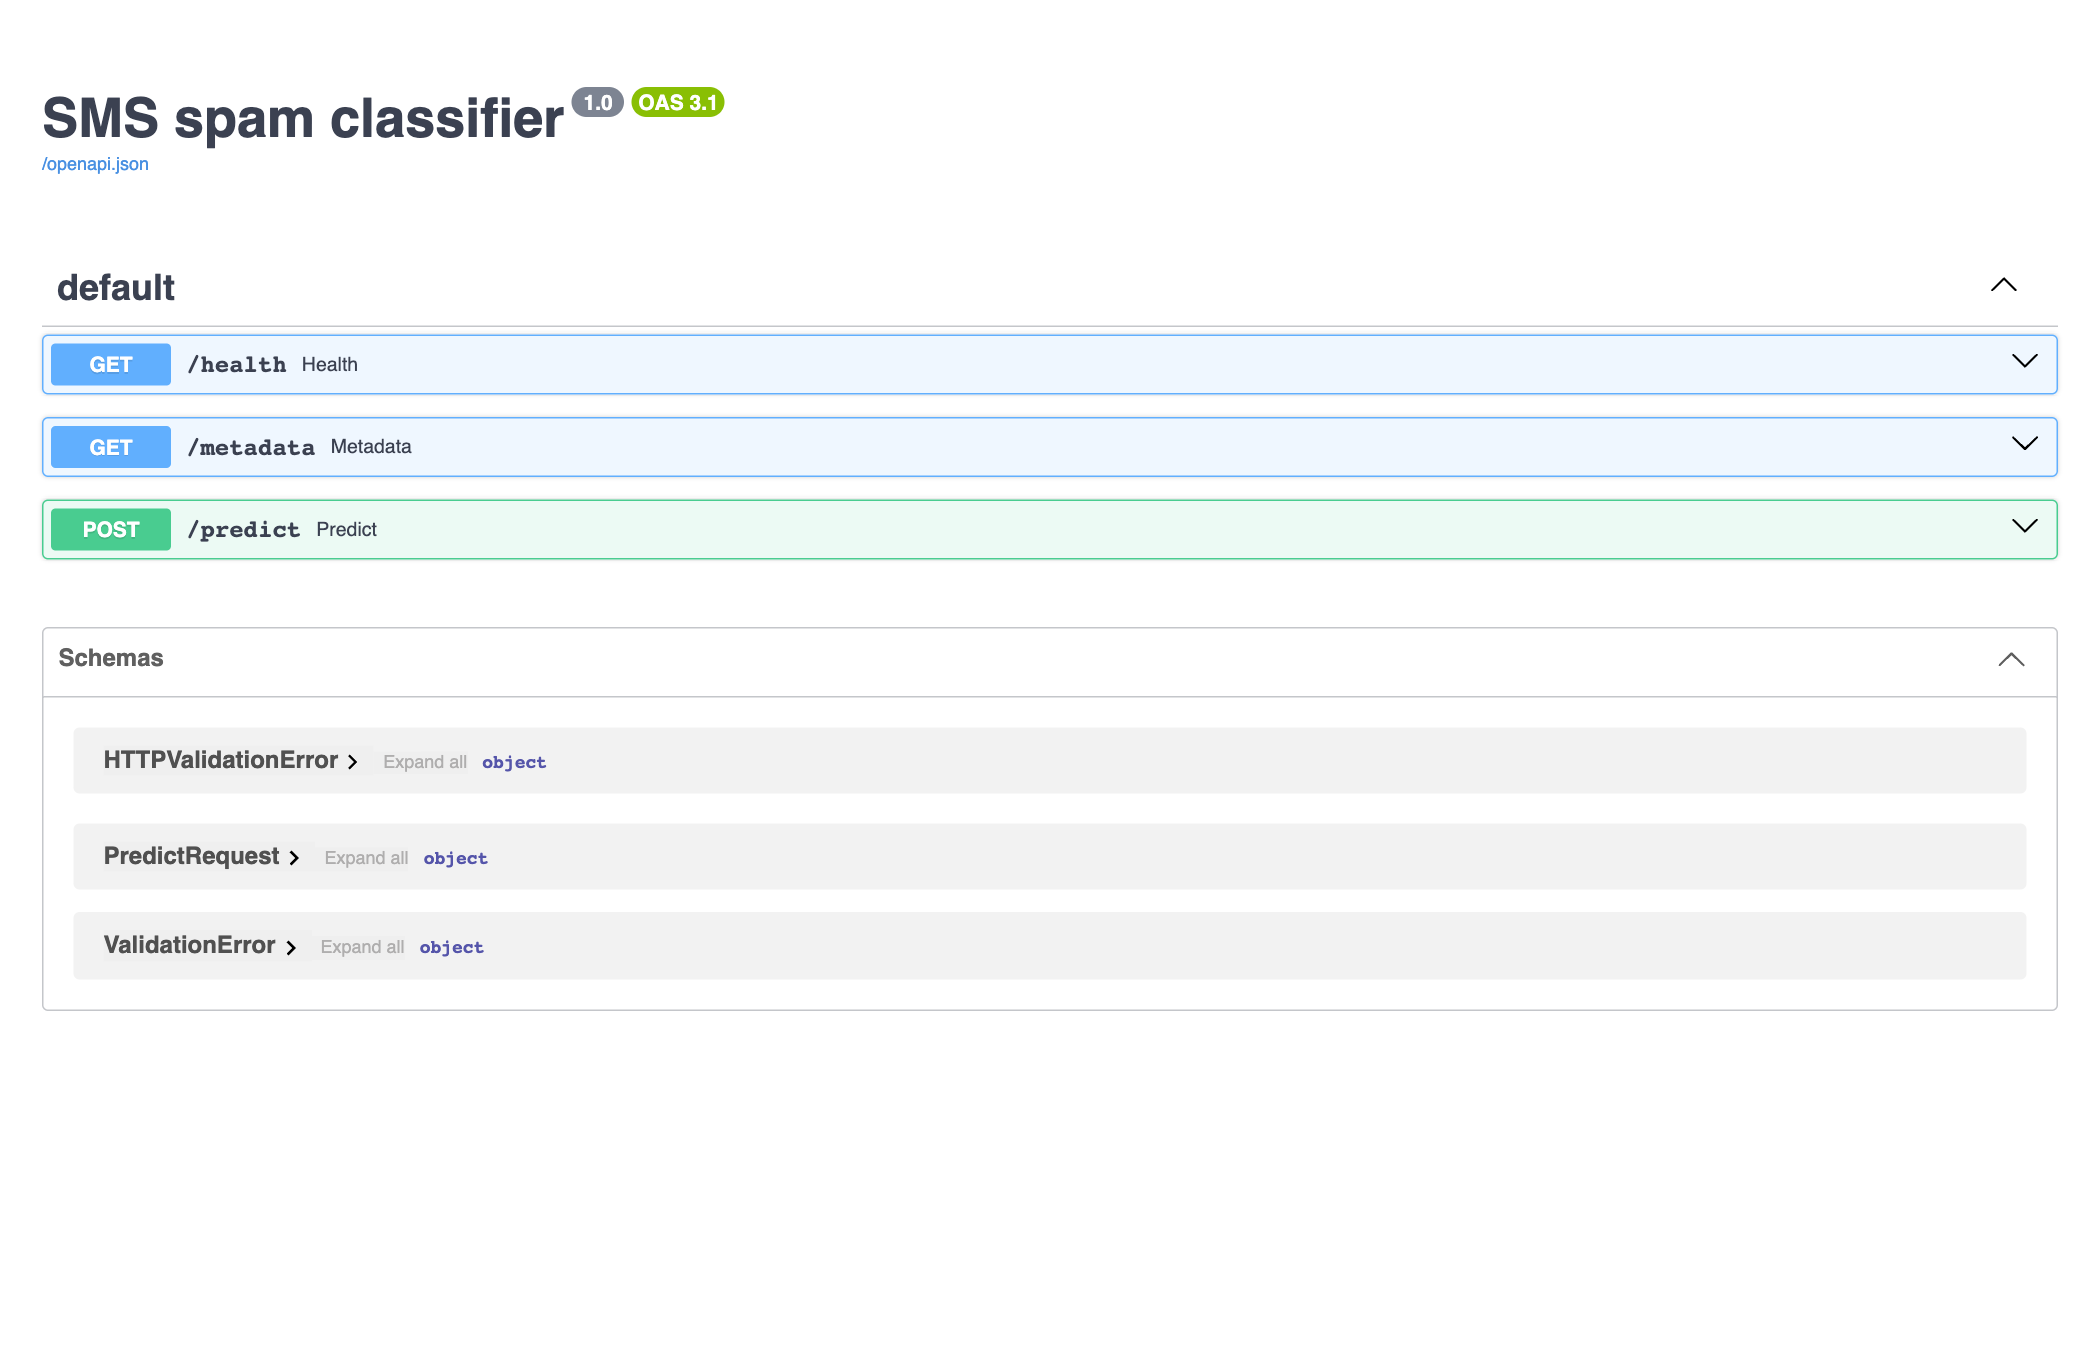 SMS spam classifier 1.0 OAS 3.1
/openapi.json
default
GET /health Health
GET /metadata Metadata
POST /predict Predict
Schemas
HTTPValidationError Expand all object
PredictRequest Expand all object
ValidationError Expand all object